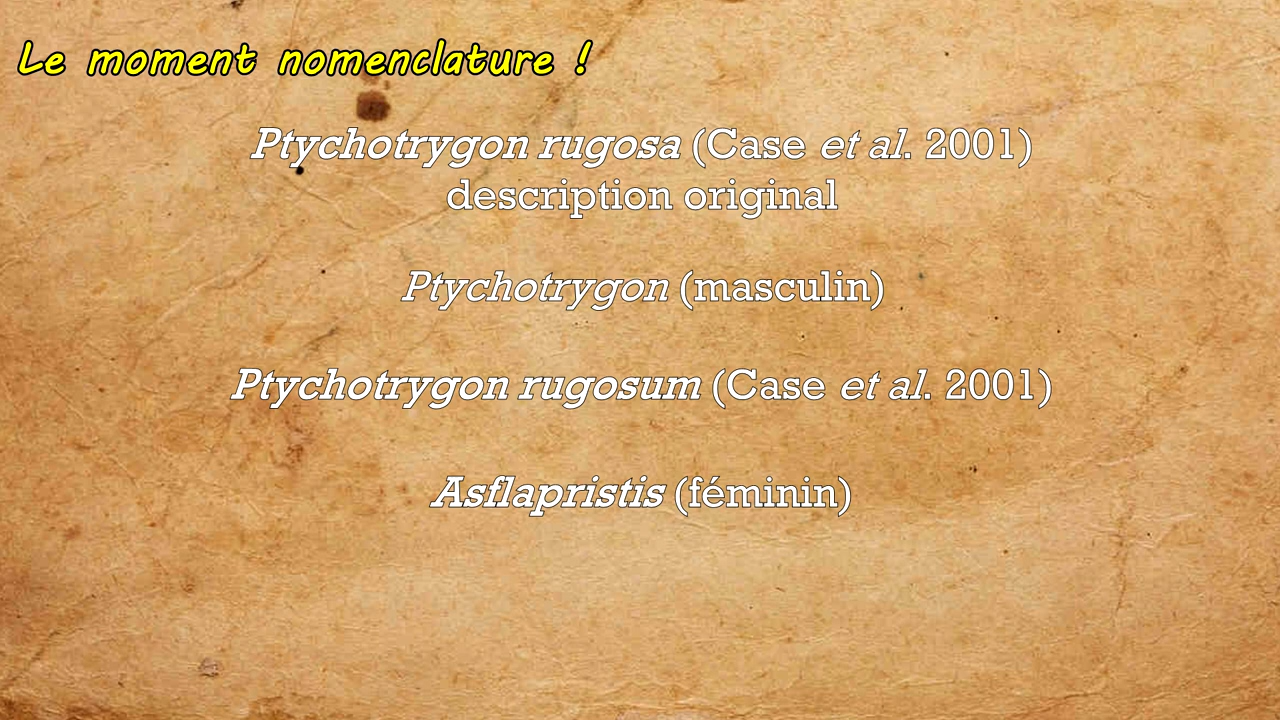 Le moment nomenclature !
Ptychotrygon rugosa (Case et al. 2001)
description original
Ptychotrygon (masculin)
Ptychotrygon rugosum (Case et al. 2001)
Asflapristis (féminin)